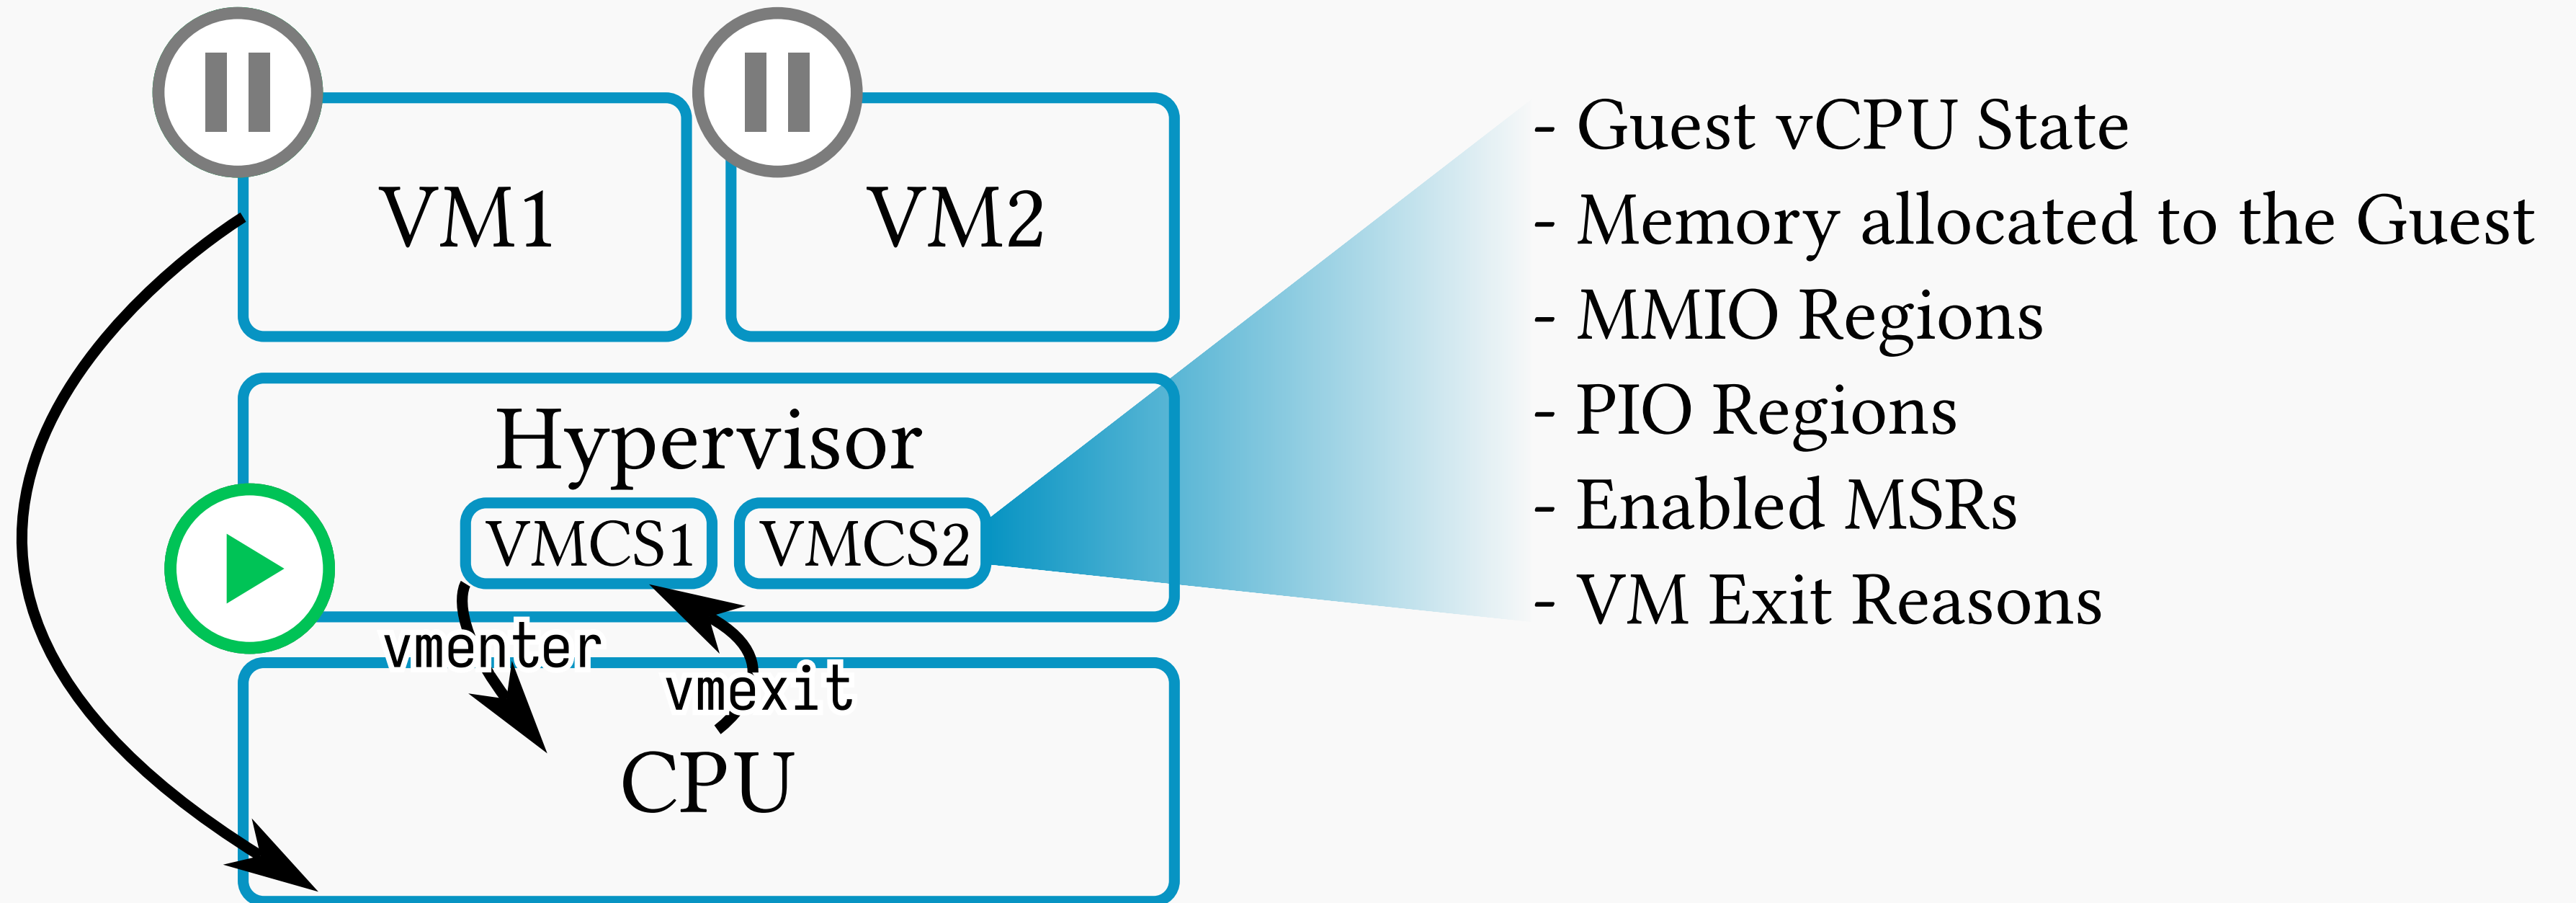 VM1
VM2
Hypervisor
VMCS1
VMCS2
vmenter
vmexit
CPU
- Guest vCPU State
- Memory allocated to the Guest
- MMIO Regions
- PIO Regions
- Enabled MSRs
- VM Exit Reasons